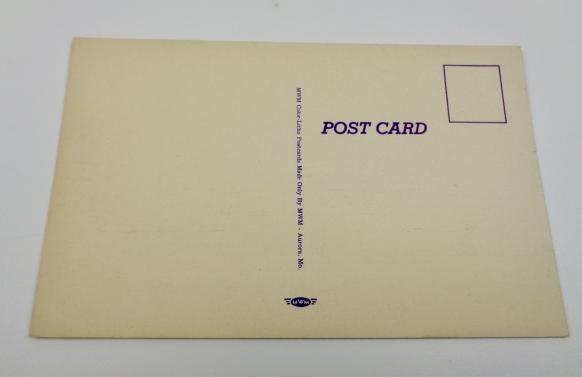 MWM Color-Litho Postcards Made Only By MWM - Aurora, Mo.
POST CARD
MWM